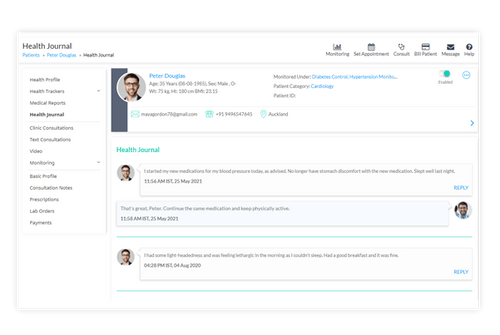 Health Journal
Patients » Peter Douglas » Health Journal
Monitoring Set Appointment Consult Bill Patient Message Help
Health Profile
Health Trackers
Medical Reports
Health Journal
Clinic Consultations
Text Consultations
Video
Monitoring
Basic Profile
Consultation Notes
Prescriptions
Lab Orders
Payments
Peter Douglas
Age: 35 Years (08-08-1985), Sex: Male , O+
Wt: 75 kg, Ht: 180 cm BMI: 23.15
Monitored Under: Diabetes Control, Hypertension Monito...
Patient Category: Cardiology
Patient ID:
Enabled
mayagordon78@gmail.com +91 9496147641 Auckland
Health Journal
I started my new medications for my blood pressure today, as advised. No longer have stomach discomfort with the new medication. Slept well last night.
11:56 AM IST, 25 May 2021
REPLY
That's great, Peter. Continue the same medication and keep physically active.
11:58 AM IST, 25 May 2021
I had some light-headedness and was feeling lethargic in the morning as I couldn't sleep. Had a good breakfast and it was fine.
04:28 PM IST, 04 Aug 2020
REPLY